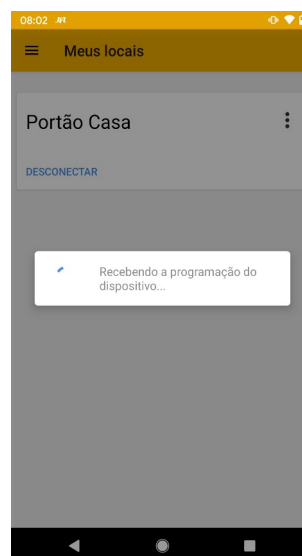 08:02
Meus locais
Portão Casa
DESCONECTAR
Recebendo a programação do
dispositivo...